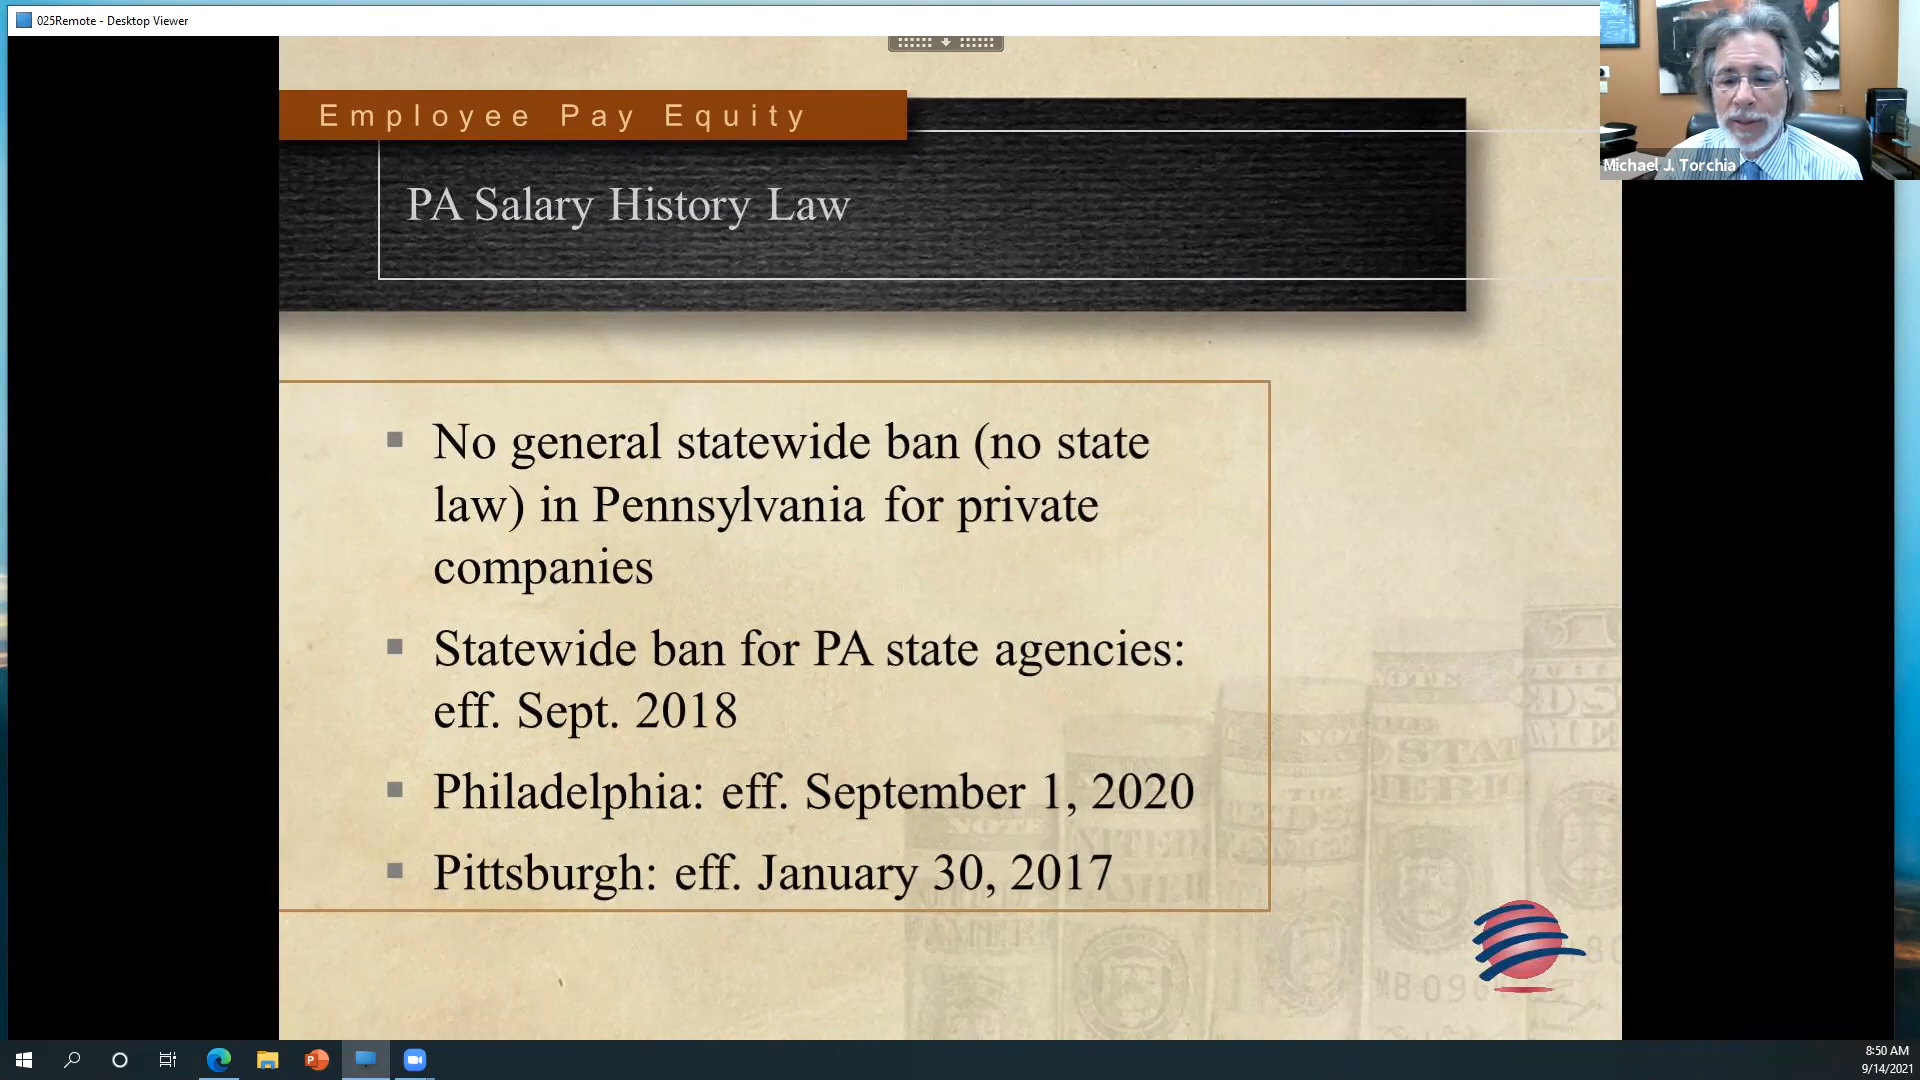 025Remote - Desktop Viewer
Employee Pay Equity
Michael J. Torchia
PA Salary History Law
No general statewide ban (no state
law) in Pennsylvania for private
companies
Statewide ban for PA state agencies:
eff. Sept. 2018
Philadelphia: eff. September 1, 2020
Pittsburgh: eff. January 30, 2017
8:50 AM
9/14/2021